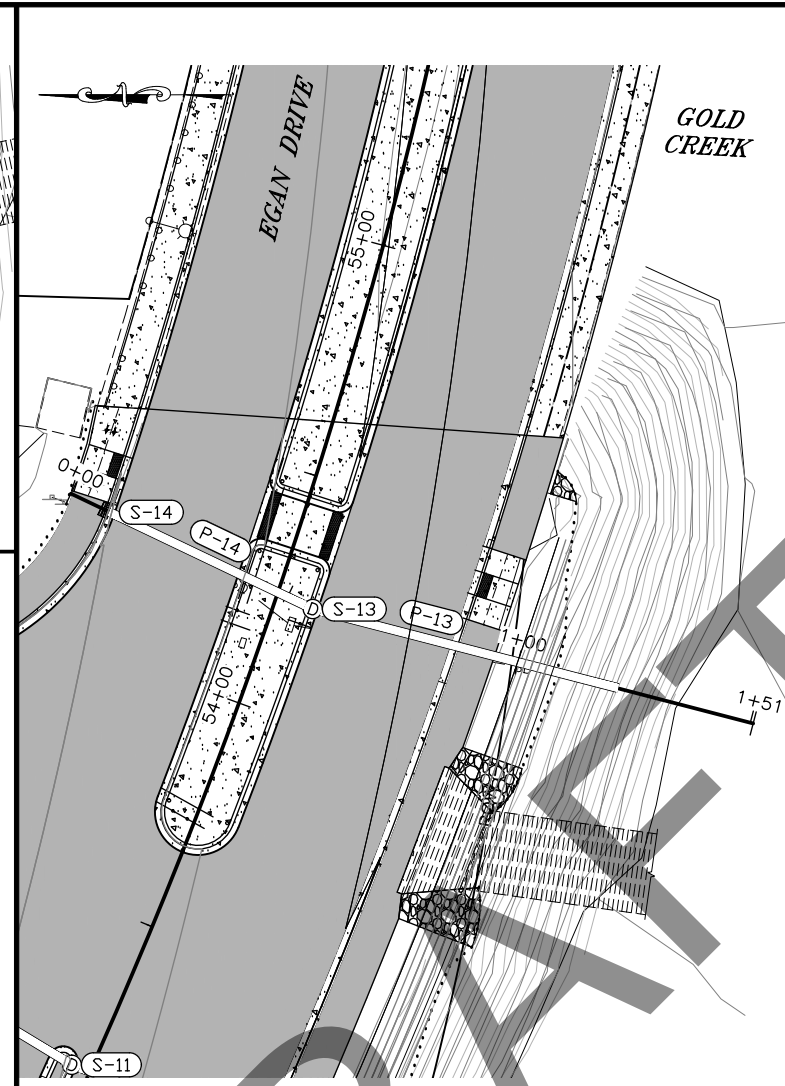 GOLD
CREEK
EGAN DRIVE
55+00
0+00
S-14
P-14
S-13
P-13
1+00
54+00
1+51
S-11